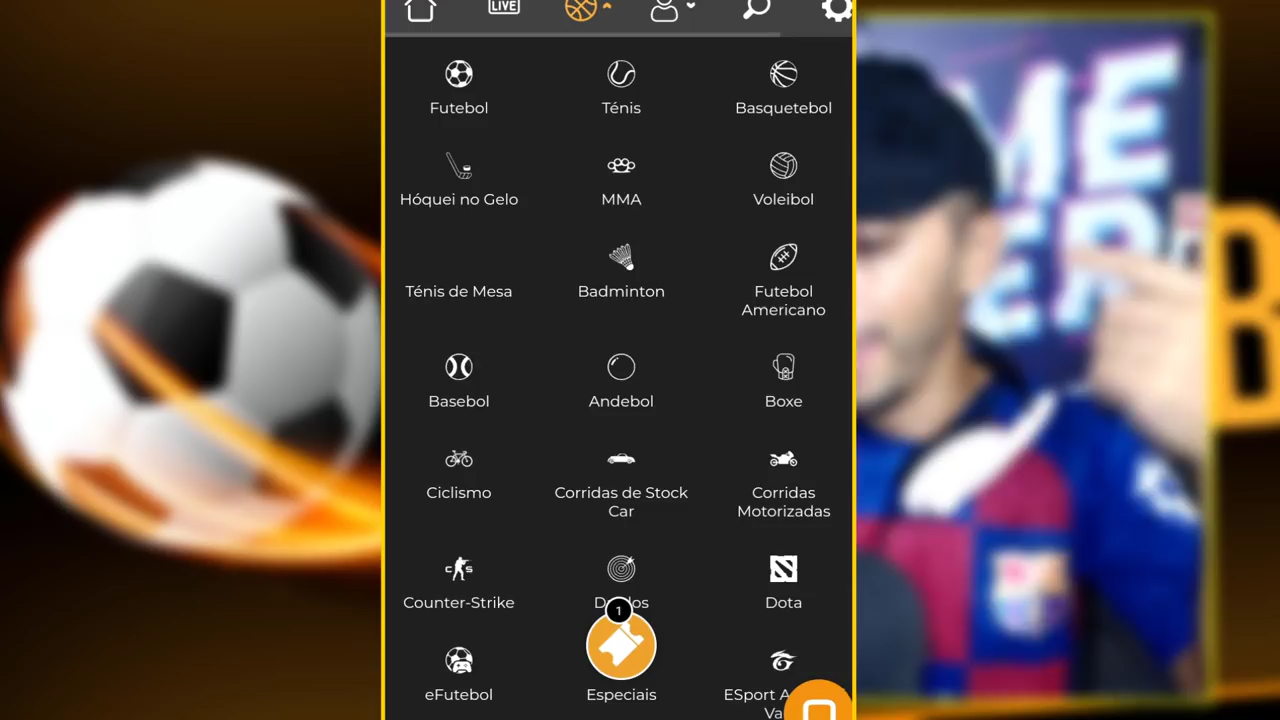 LIVE
Futebol
Ténis
Basquetebol
Hóquei no Gelo
MMA
Voleibol
Ténis de Mesa
Badminton
Futebol
Americano
Basebol
Andebol
Boxe
Ciclismo
Corridas de Stock
Car
Corridas
Motorizadas
Counter-Strike
Dota
1
eFutebol
Especiais